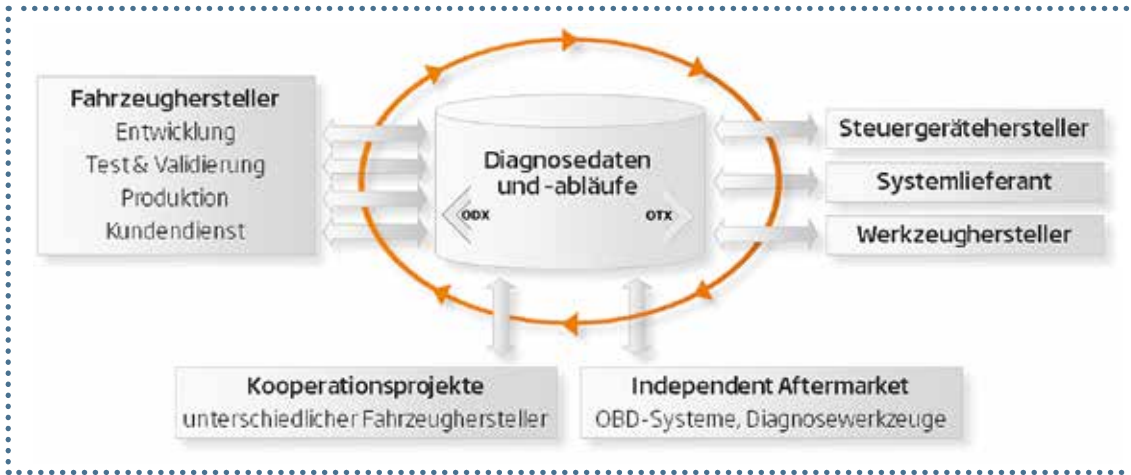 Fahrzeughersteller
Entwicklung
Test & Validierung
Produktion
Kundendienst
Diagnosedaten
und -abläufe
ODX
OTX
Steuergerätehersteller
Systemlieferant
Werkzeughersteller
Kooperationsprojekte
unterschiedlicher Fahrzeughersteller
Independent Aftermarket
OBD-Systeme, Diagnosewerkzeuge